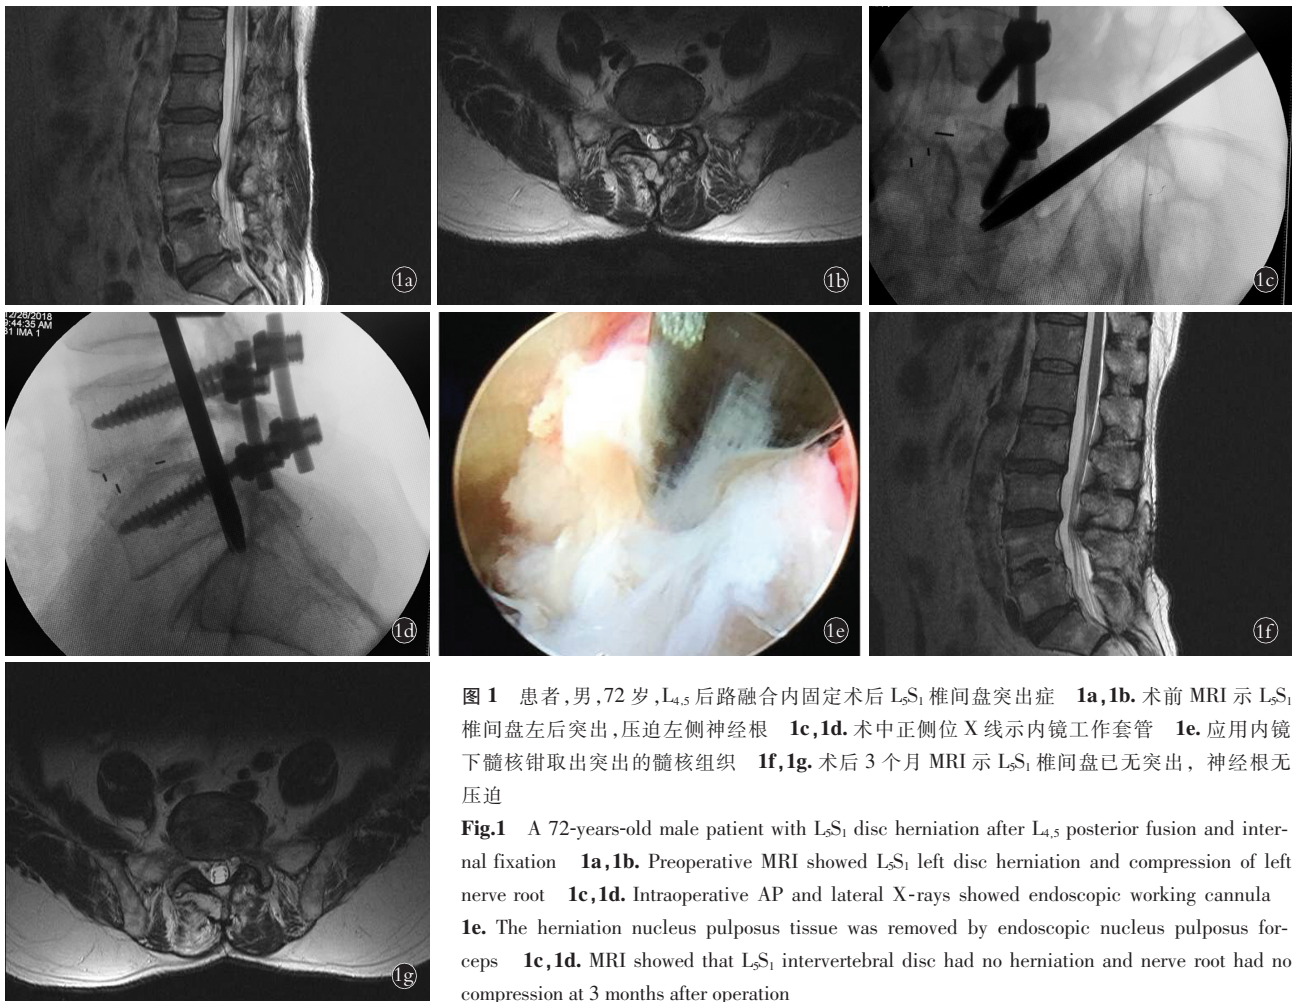 1a
1b
1c
12/26/2018
9:44:35 AM
31 IMA 1
1d
1e
1f
1g
图 1 患者,男,72 岁,L4,5 后路融合内固定术后 L5S1 椎间盘突出症 1a,1b. 术前 MRI 示 L5S1
椎间盘左后突出,压迫左侧神经根 1c,1d. 术中正侧位 X 线示内镜工作套管 1e. 应用内镜
下髓核钳取出突出的髓核组织 1f,1g. 术后 3 个月 MRI 示 L5S1 椎间盘已无突出, 神经根无
压迫
Fig.1 A 72-years-old male patient with L5S1 disc herniation after L4,5 posterior fusion and inter-
nal fixation 1a,1b. Preoperative MRI showed L5S1 left disc herniation and compression of left
nerve root 1c,1d. Intraoperative AP and lateral X-rays showed endoscopic working cannula
1e. The herniation nucleus pulposus tissue was removed by endoscopic nucleus pulposus for-
ceps 1c,1d. MRI showed that L5S1 intervertebral disc had no herniation and nerve root had no
compression at 3 months after operation